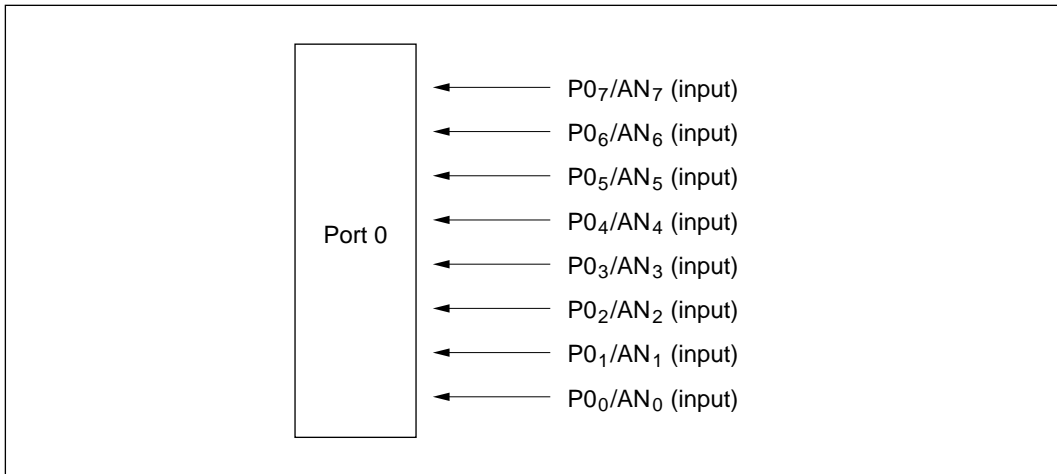 Port 0
P0₇/AN₇ (input)
P0₆/AN₆ (input)
P0₅/AN₅ (input)
P0₄/AN₄ (input)
P0₃/AN₃ (input)
P0₂/AN₂ (input)
P0₁/AN₁ (input)
P0₀/AN₀ (input)